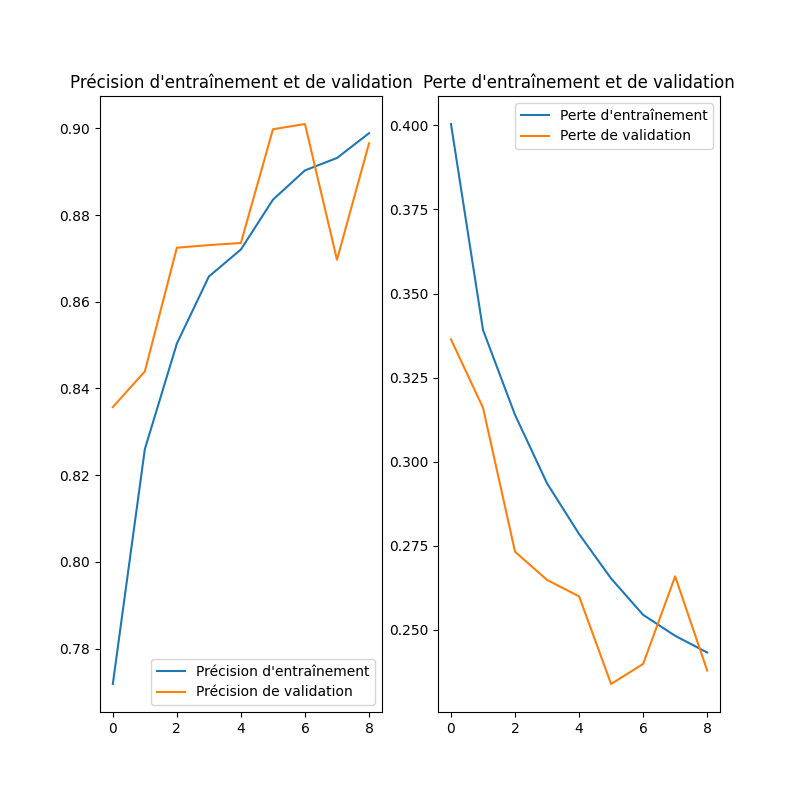 Précision d'entraînement et de validation
0.90
0.88
0.86
0.84
0.82
0.80
0.78
Précision d'entraînement
Précision de validation
0 2 4 6 8
Perte d'entraînement et de validation
0.400
0.375
0.350
0.325
0.300
0.275
0.250
Perte d'entraînement
Perte de validation
0 2 4 6 8